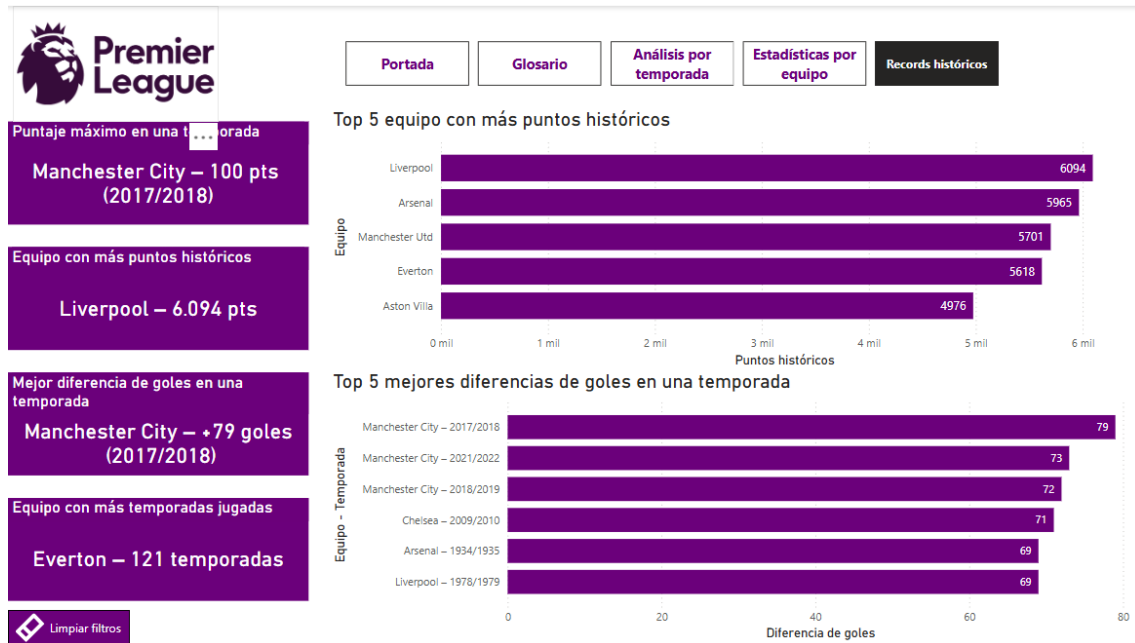 Premier
League
Portada
Glosario
Análisis por
temporada
Estadísticas por
equipo
Records históricos
Puntaje máximo en una t ... orada
Manchester City – 100 pts
(2017/2018)
Equipo con más puntos históricos
Liverpool – 6.094 pts
Mejor diferencia de goles en una
temporada
Manchester City – +79 goles
(2017/2018)
Equipo con más temporadas jugadas
Everton – 121 temporadas
Limpiar filtros
Top 5 equipo con más puntos históricos
Equipo
Liverpool 6094
Arsenal 5965
Manchester Utd 5701
Everton 5618
Aston Villa 4976
0 mil 1 mil 2 mil 3 mil 4 mil 5 mil 6 mil
Puntos históricos
Top 5 mejores diferencias de goles en una temporada
Equipo - Temporada
Manchester City – 2017/2018 79
Manchester City – 2021/2022 73
Manchester City – 2018/2019 72
Chelsea – 2009/2010 71
Arsenal – 1934/1935 69
Liverpool – 1978/1979 69
0 20 40 60 80
Diferencia de goles